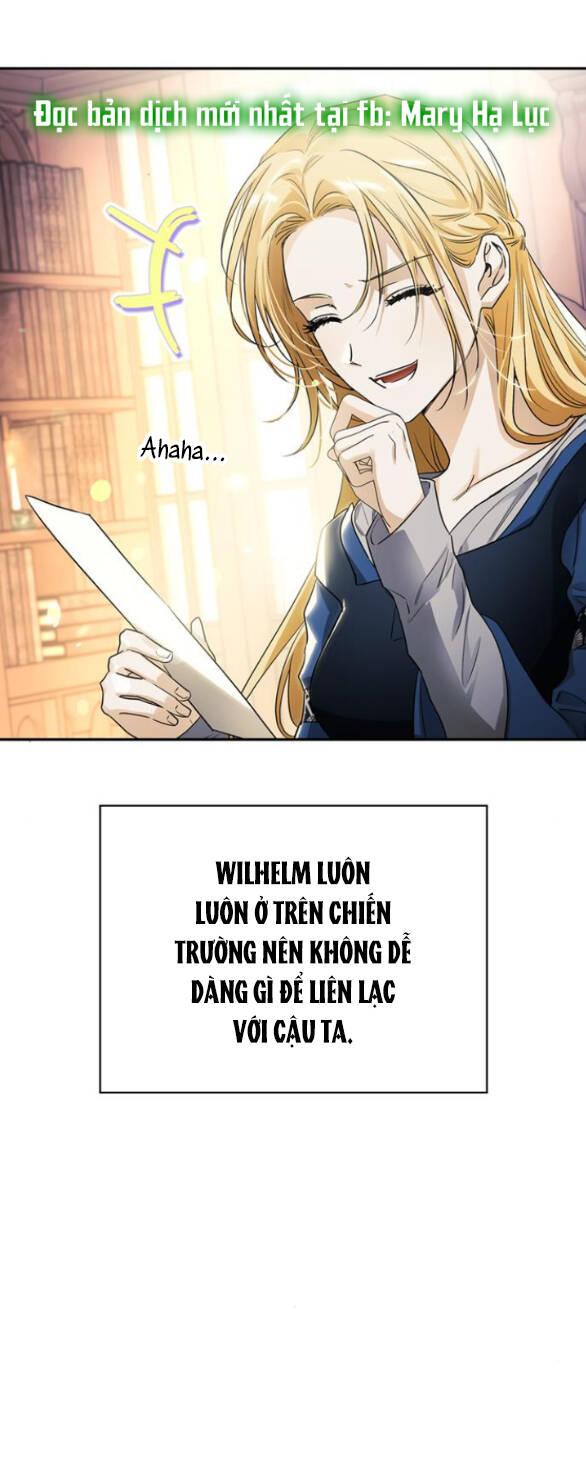 Đọc bản dịch mới nhất tại fb: Mary Hạ Lục
Ahaha...
WILHELM LUÔN
LUÔN Ở TRÊN CHIẾN
TRƯỜNG NÊN KHÔNG DỄ
DÀNG GÌ ĐỂ LIÊN LẠC
VỚI CẬU TA.